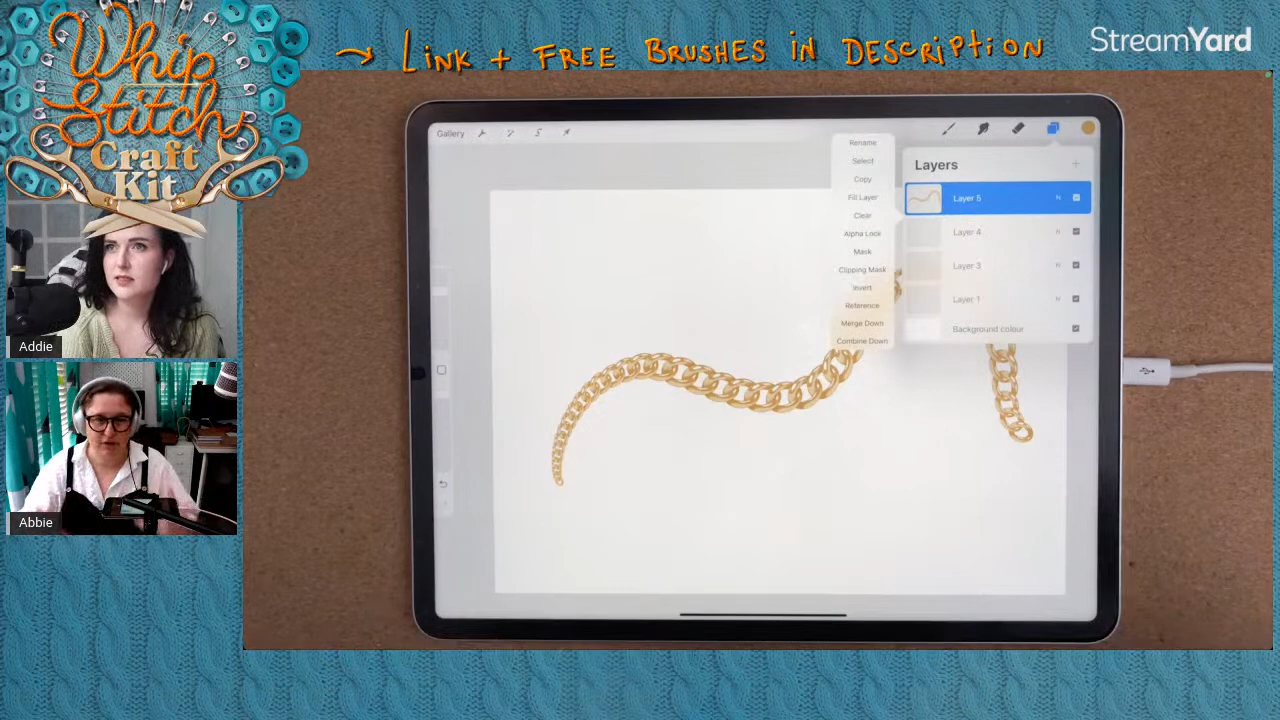 Whip
Stitch
Craft
Kit
→ Link + Free Brushes in Description
StreamYard
Addie
Abbie
Gallery
Rename
Select
Copy
Fill Layer
Clear
Alpha Lock
Mask
Clipping Mask
Invert
Reference
Merge Down
Combine Down
Layers
Layer 5 N
Layer 4 N
Layer 3 N
Layer 1 N
Background colour